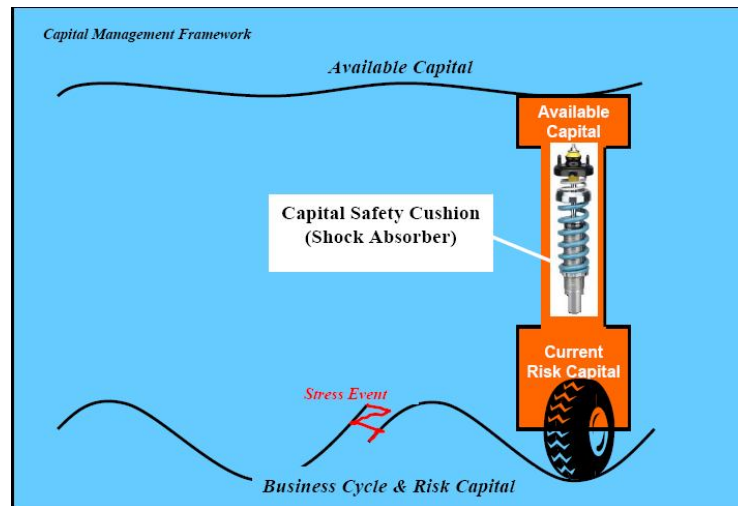 Capital Management Framework
Available Capital
Available
Capital
Capital Safety Cushion
(Shock Absorber)
Current
Risk Capital
Stress Event
Business Cycle & Risk Capital